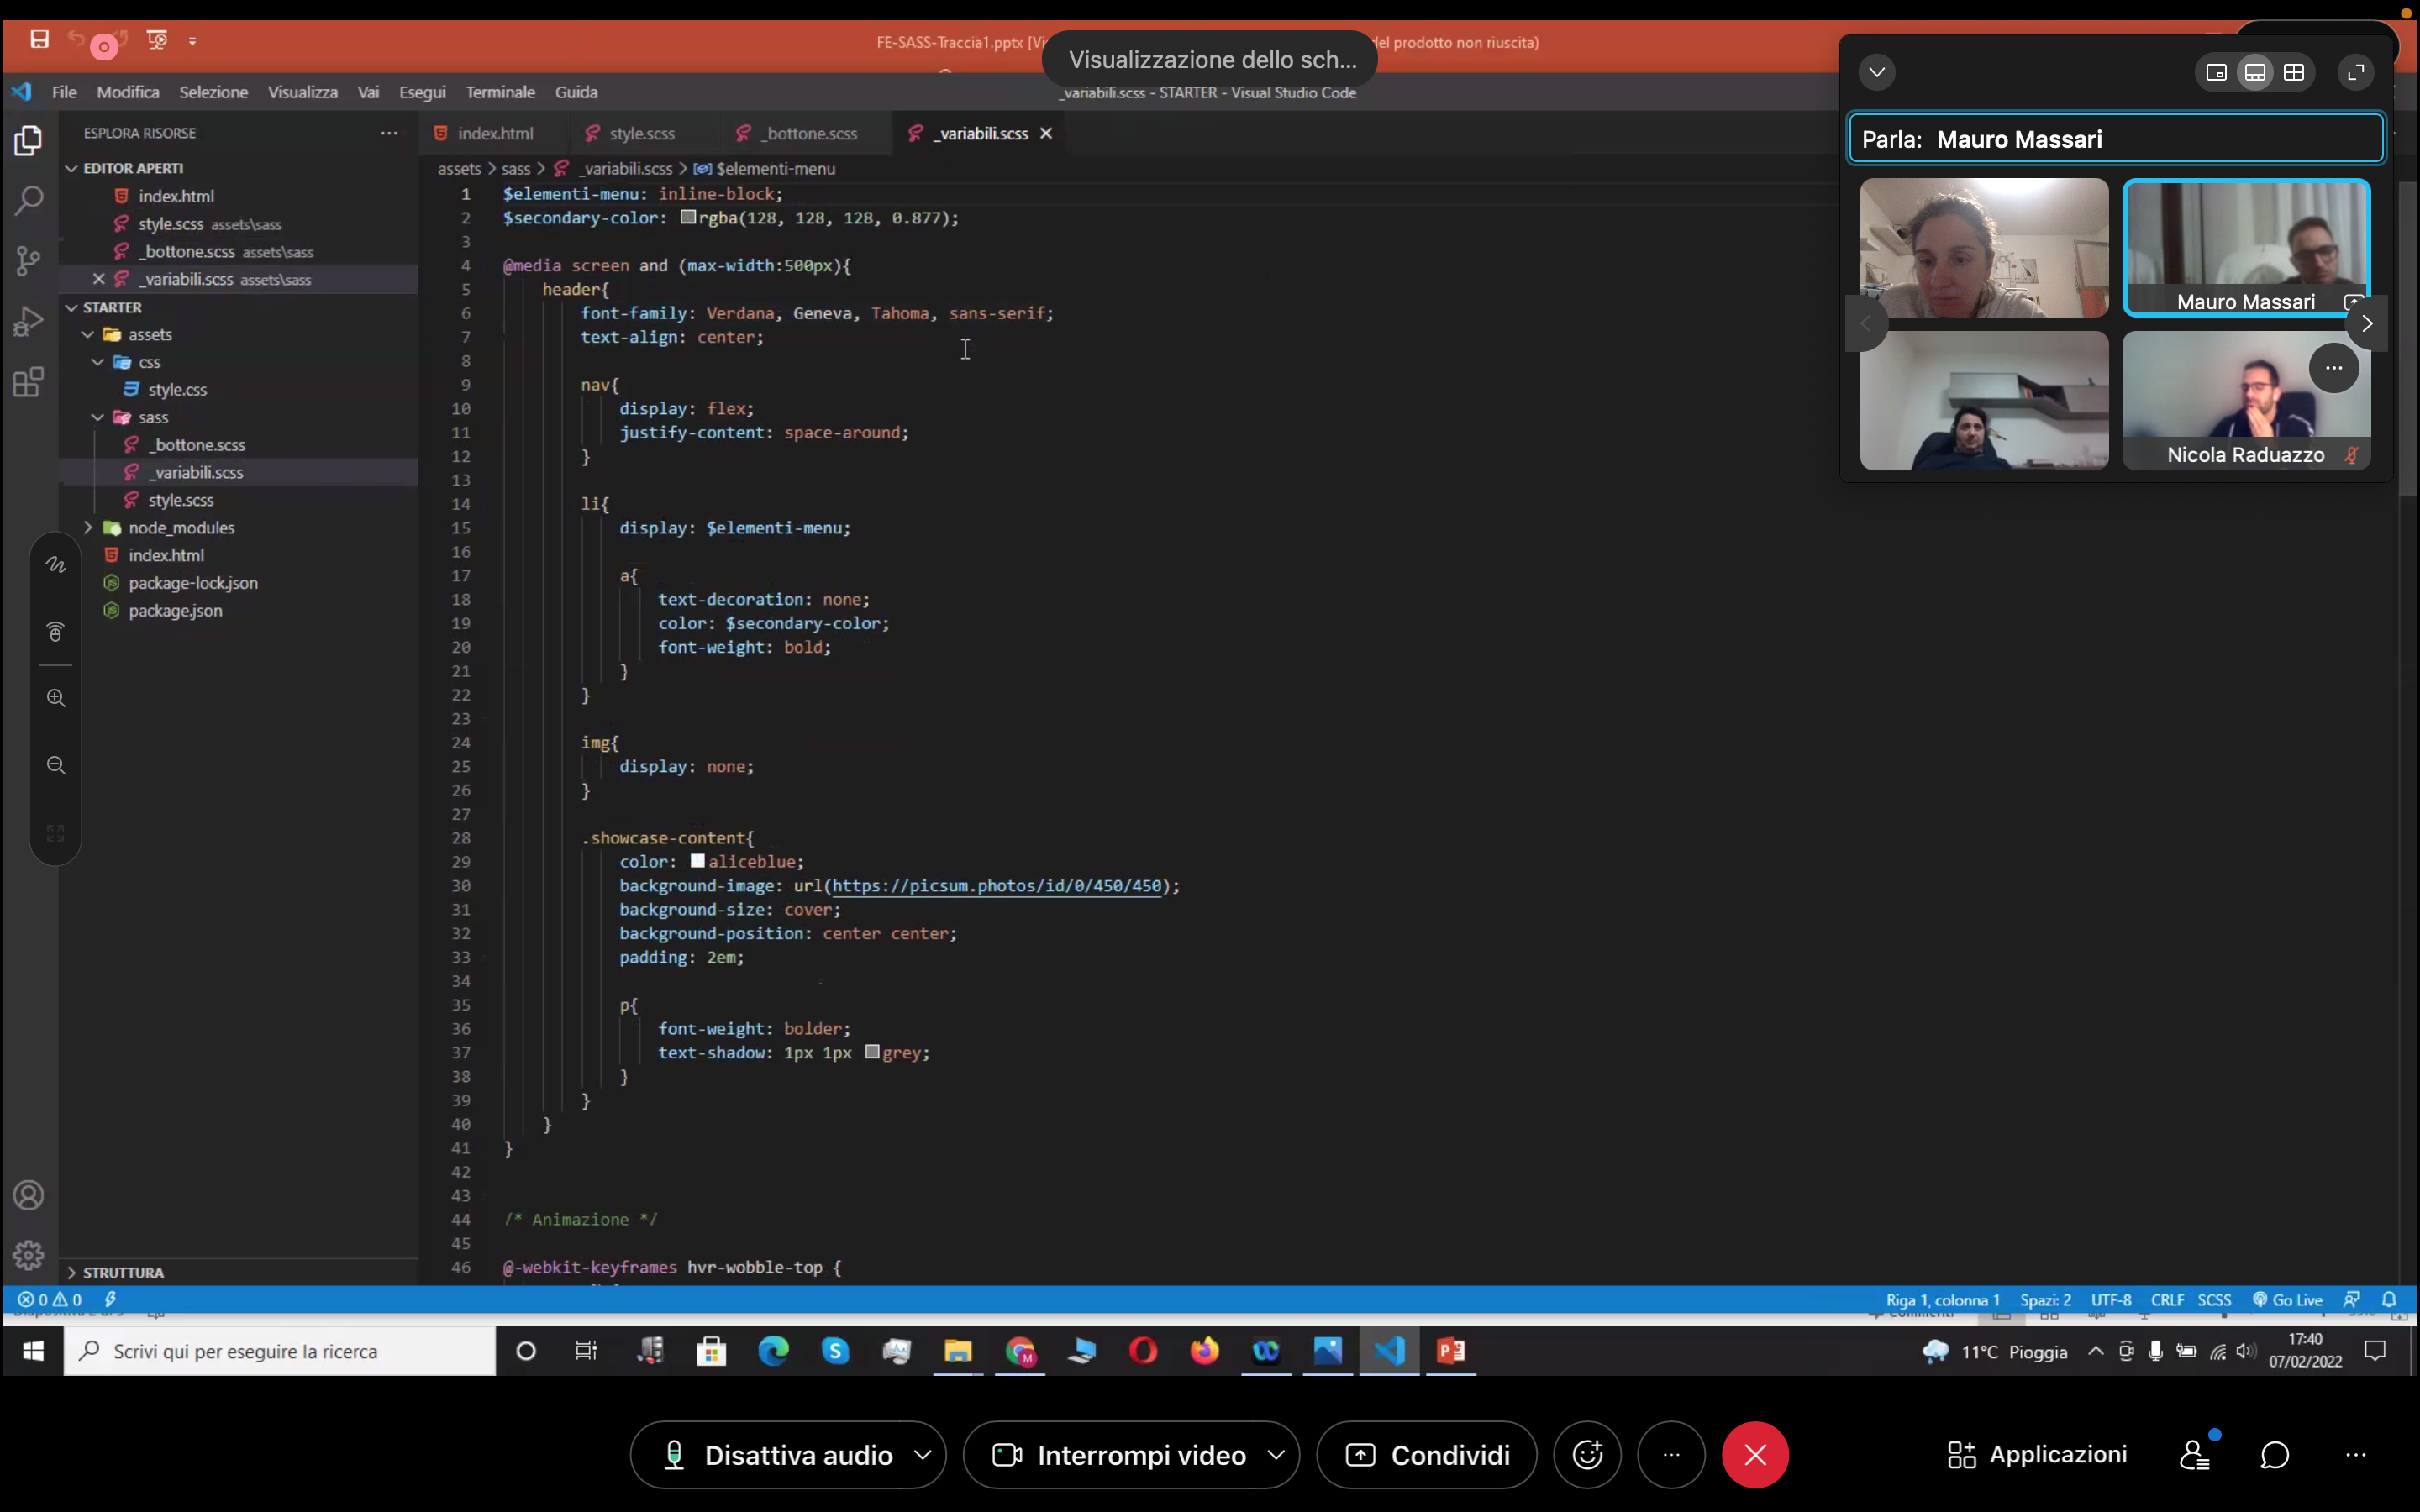 FE-SASS-Traccia1.pptx [Vi
del prodotto non riuscita)
Visualizzazione dello sch...
File Modifica Selezione Visualizza Vai Esegui Terminale Guida
_variabili.scss - STARTER - Visual Studio Code
Parla: Mauro Massari
Mauro Massari
Nicola Raduazzo
ESPLORA RISORSE
EDITOR APERTI
index.html
style.scss assets\sass
_bottone.scss assets\sass
_variabili.scss assets\sass
STARTER
assets
css
style.css
sass
_bottone.scss
_variabili.scss
style.scss
node_modules
index.html
package-lock.json
package.json
STRUTTURA
index.html style.scss _bottone.scss _variabili.scss
assets > sass > _variabili.scss > $elementi-menu
1 $elementi-menu: inline-block;
2 $secondary-color: rgba(128, 128, 128, 0.877);
3
4 @media screen and (max-width:500px){
5 header{
6 font-family: Verdana, Geneva, Tahoma, sans-serif;
7 text-align: center;
8
9 nav{
10 display: flex;
11 justify-content: space-around;
12 }
13
14 li{
15 display: $elementi-menu;
16
17 a{
18 text-decoration: none;
19 color: $secondary-color;
20 font-weight: bold;
21 }
22 }
23
24 img{
25 display: none;
26 }
27
28 .showcase-content{
29 color: aliceblue;
30 background-image: url(https://picsum.photos/id/0/450/450);
31 background-size: cover;
32 background-position: center center;
33 padding: 2em;
34
35 p{
36 font-weight: bolder;
37 text-shadow: 1px 1px grey;
38 }
39 }
40 }
41 }
42
43
44 /* Animazione */
45
46 @-webkit-keyframes hvr-wobble-top {
0 0
Riga 1, colonna 1 Spazi: 2 UTF-8 CRLF SCSS Go Live
Scrivi qui per eseguire la ricerca
11°C Pioggia
17:40
07/02/2022
Disattiva audio
Interrompi video
Condividi
Applicazioni